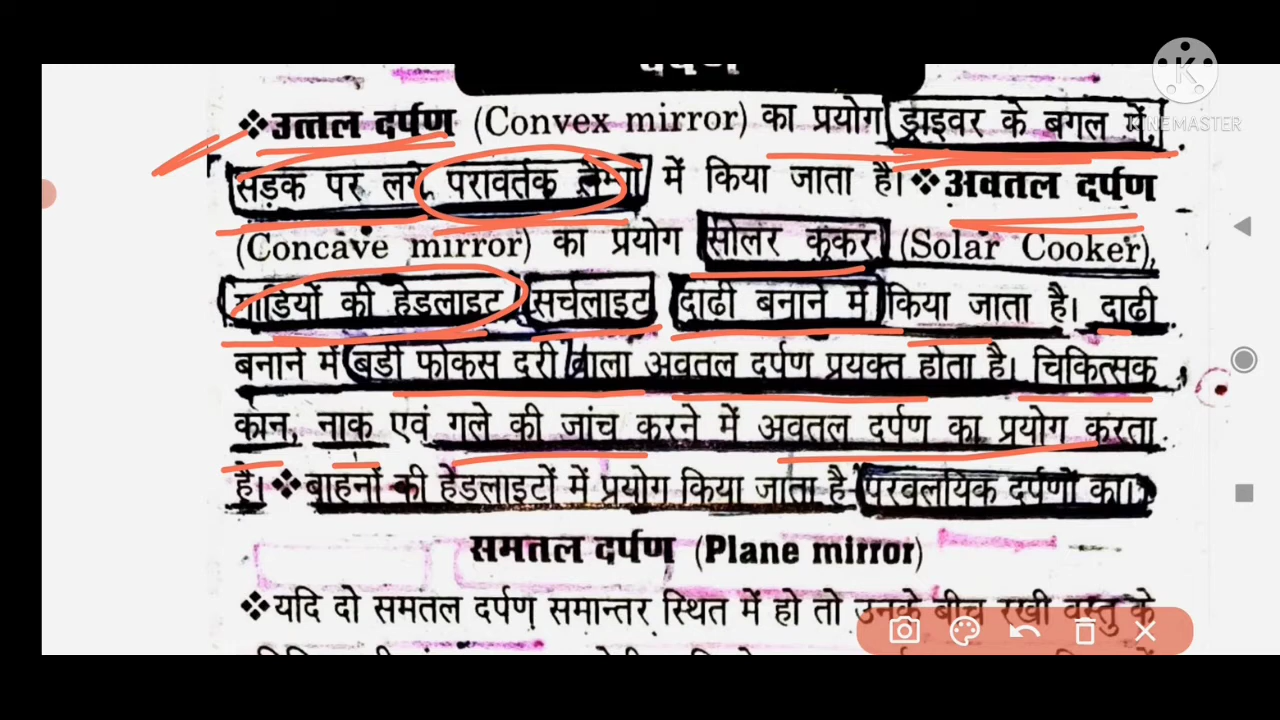 दर्पण
❖उत्तल दर्पण (Convex mirror) का प्रयोग ड्राइवर के बगल में,
सड़क पर लगे परावर्तक लैम्पों में किया जाता है। ❖अवतल दर्पण
(Concave mirror) का प्रयोग सोलर कूकर (Solar Cooker),
गाड़ियों की हेडलाइट, सर्चलाइट, दाढी बनाने में किया जाता है। दाढी
बनाने में बडी फोकस दूरी वाला अवतल दर्पण प्रयुक्त होता है। चिकित्सक
कान, नाक एवं गले की जांच करने में अवतल दर्पण का प्रयोग करता
है। ❖वाहनों की हेडलाइटों में प्रयोग किया जाता है-परवलयिक दर्पणों का।
समतल दर्पण (Plane mirror)
❖यदि दो समतल दर्पण समान्तर स्थित में हो तो उनके बीच रखी वस्तु के
KINEMASTER